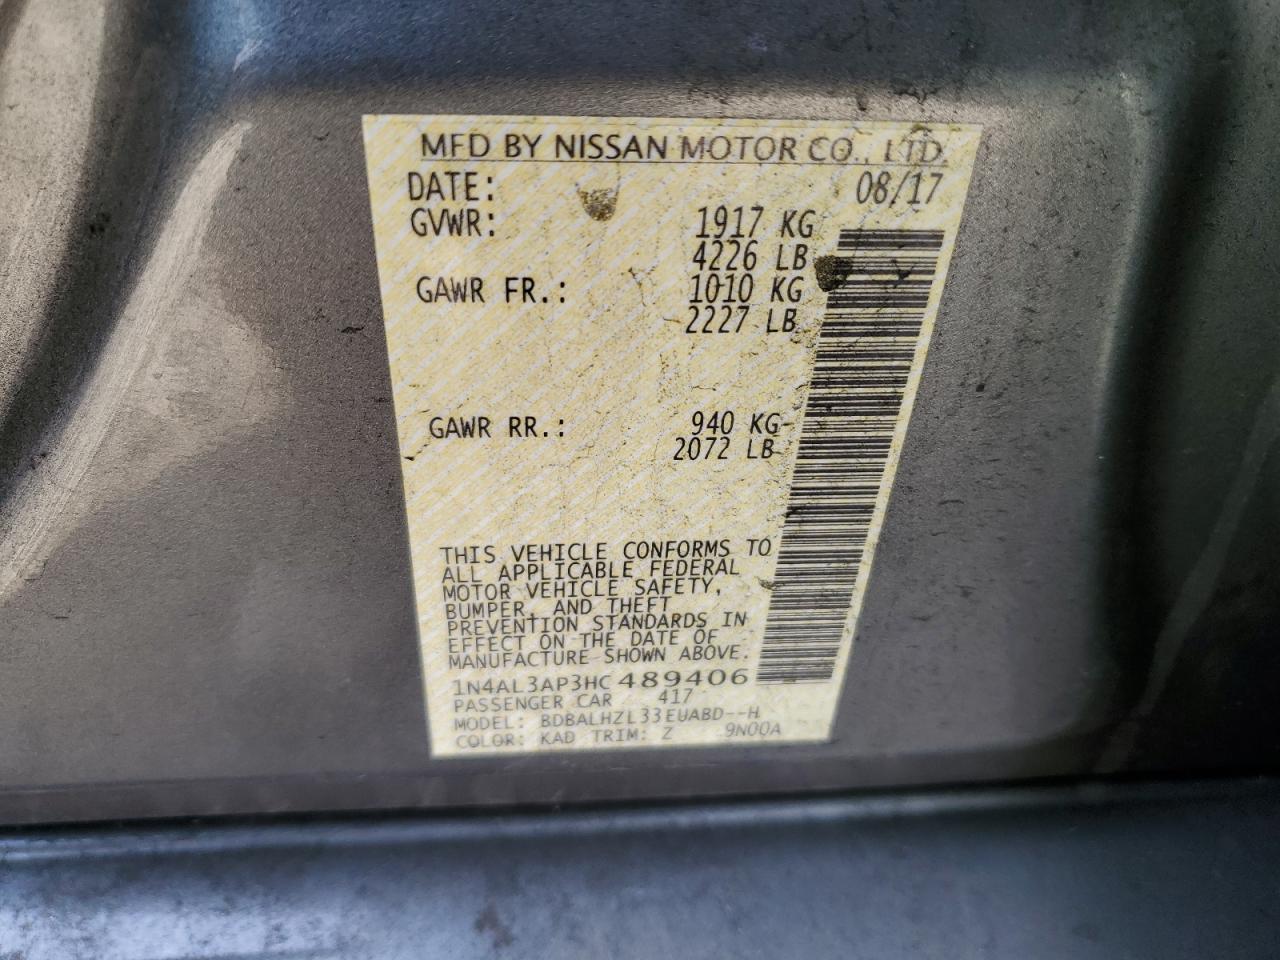 MFD BY NISSAN MOTOR CO., LTD.
DATE: 08/17
GVWR: 1917 KG
4226 LB
GAWR FR.: 1010 KG
2227 LB
GAWR RR.: 940 KG
2072 LB
THIS VEHICLE CONFORMS TO
ALL APPLICABLE FEDERAL
MOTOR VEHICLE SAFETY,
BUMPER, AND THEFT
PREVENTION STANDARDS IN
EFFECT ON THE DATE OF
MANUFACTURE SHOWN ABOVE.
1N4AL3AP3HC489406
PASSENGER CAR 417
MODEL: BDBALHZL33EUABD--H
COLOR: KAD TRIM: Z 9N00A